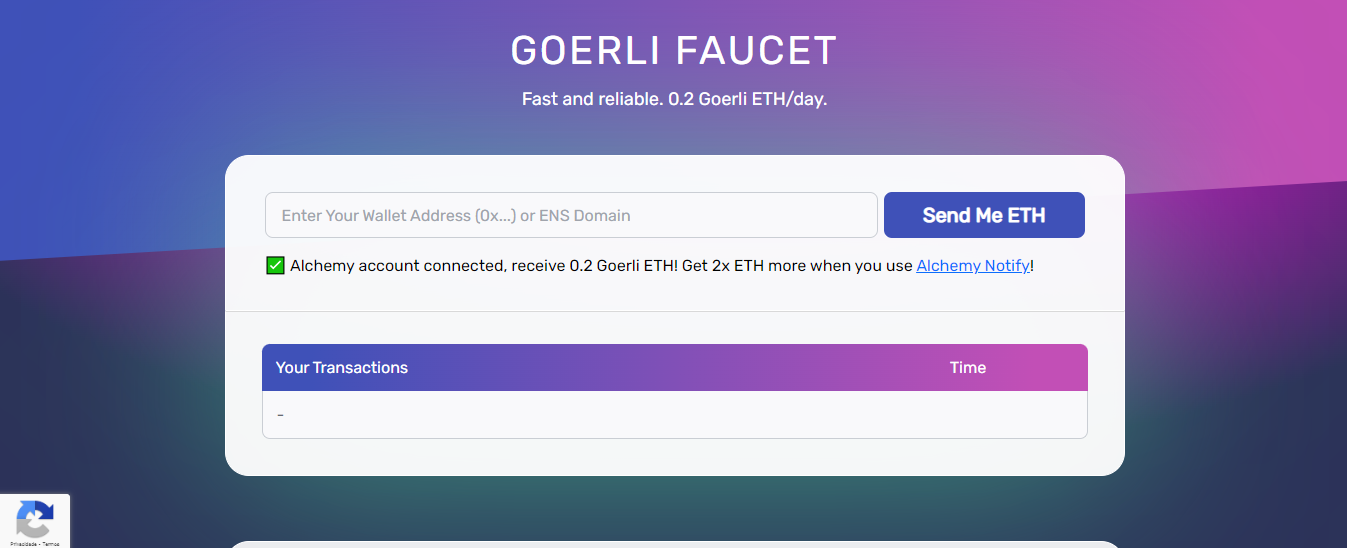 GOERLI FAUCET
Fast and reliable. 0.2 Goerli ETH/day.
Enter Your Wallet Address (0x...) or ENS Domain
Send Me ETH
✅ Alchemy account connected, receive 0.2 Goerli ETH! Get 2x ETH more when you use Alchemy Notify!
Your Transactions
Time
-
Privacidade - Termos